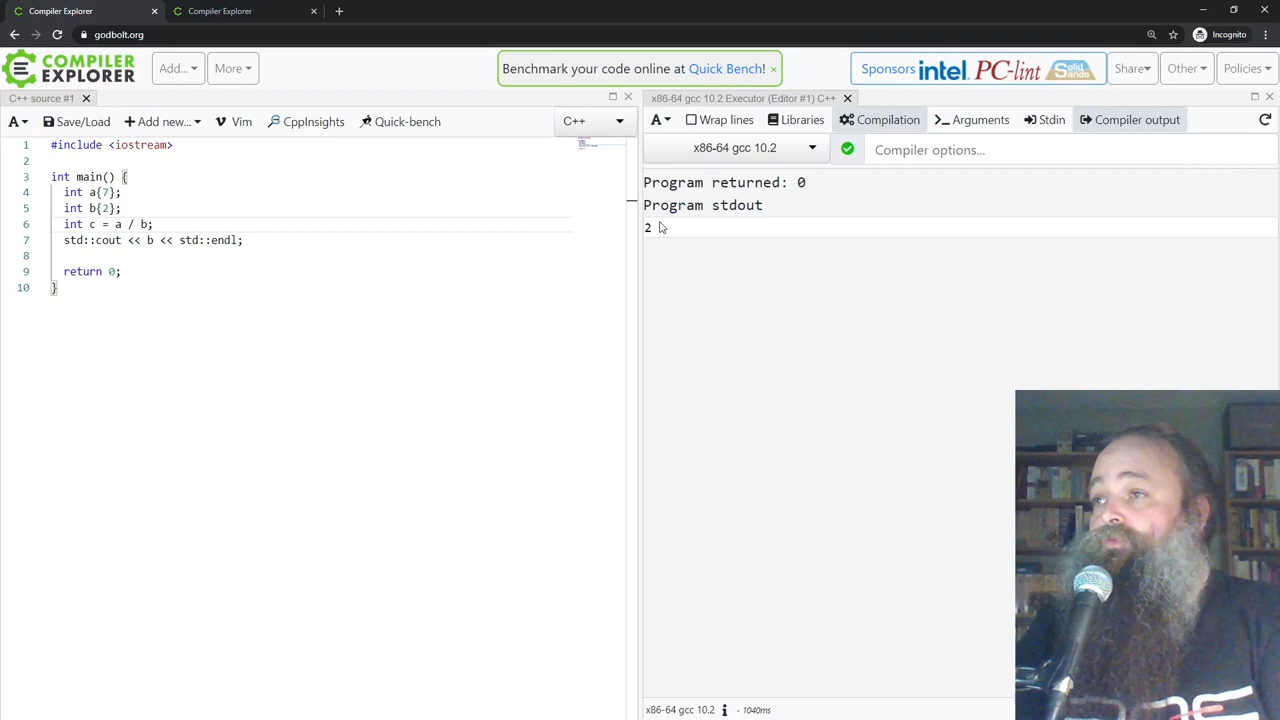 Compiler Explorer
Compiler Explorer
godbolt.org
Incognito
COMPILER
EXPLORER
Add...
More
Benchmark your code online at Quick Bench! ×
Sponsors intel PC-lint Solid Sands
Share
Other
Policies
C++ source #1
x86-64 gcc 10.2 Executor (Editor #1) C++
A
Save/Load
Add new...
Vim
CppInsights
Quick-bench
C++
A
Wrap lines
Libraries
Compilation
Arguments
Stdin
Compiler output
x86-64 gcc 10.2
Compiler options...
1 #include <iostream>
2
3 int main() {
4 int a{7};
5 int b{2};
6 int c = a / b;
7 std::cout << b << std::endl;
8
9 return 0;
10 }
Program returned: 0
Program stdout
2
x86-64 gcc 10.2 i - 1040ms